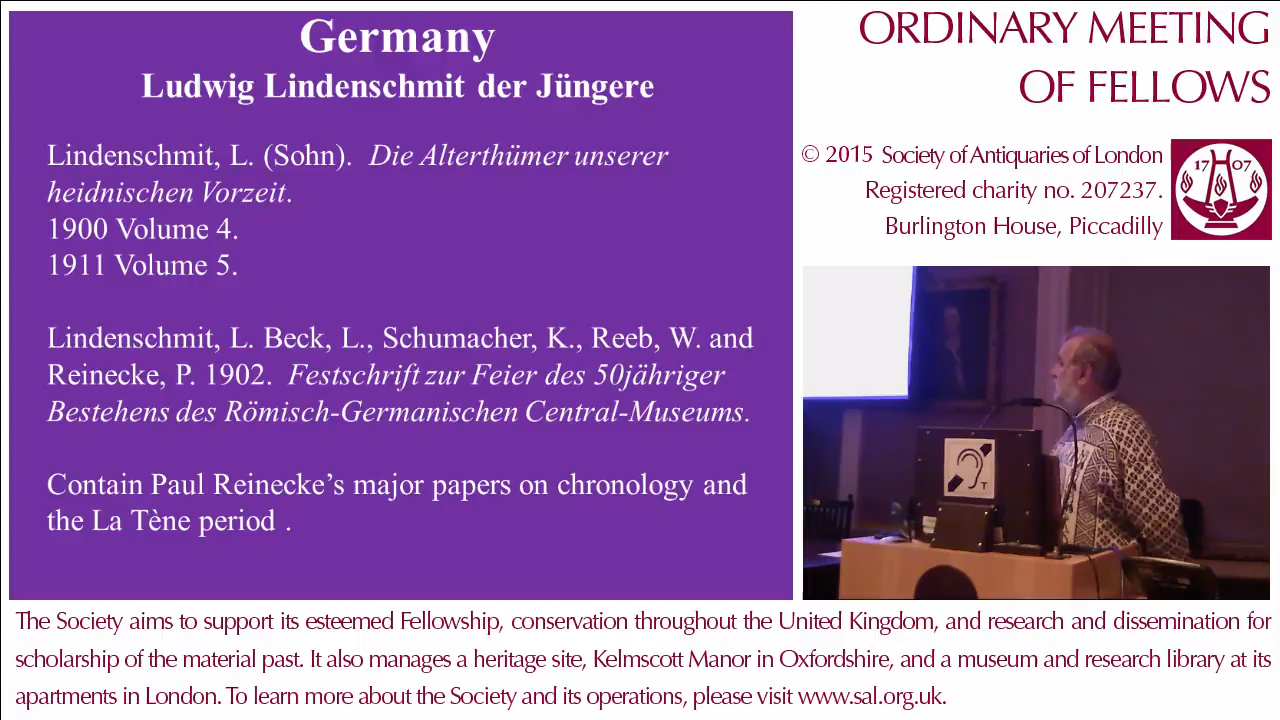 Germany
Ludwig Lindenschmit der Jüngere
Lindenschmit, L. (Sohn). Die Alterthümer unserer
heidnischen Vorzeit.
1900 Volume 4.
1911 Volume 5.
Lindenschmit, L. Beck, L., Schumacher, K., Reeb, W. and
Reinecke, P. 1902. Festschrift zur Feier des 50jähriger
Bestehens des Römisch-Germanischen Central-Museums.
Contain Paul Reinecke’s major papers on chronology and
the La Tène period .
ORDINARY MEETING
OF FELLOWS
© 2015 Society of Antiquaries of London
Registered charity no. 207237.
Burlington House, Piccadilly
17 07
T
The Society aims to support its esteemed Fellowship, conservation throughout the United Kingdom, and research and dissemination for
scholarship of the material past. It also manages a heritage site, Kelmscott Manor in Oxfordshire, and a museum and research library at its
apartments in London. To learn more about the Society and its operations, please visit www.sal.org.uk.